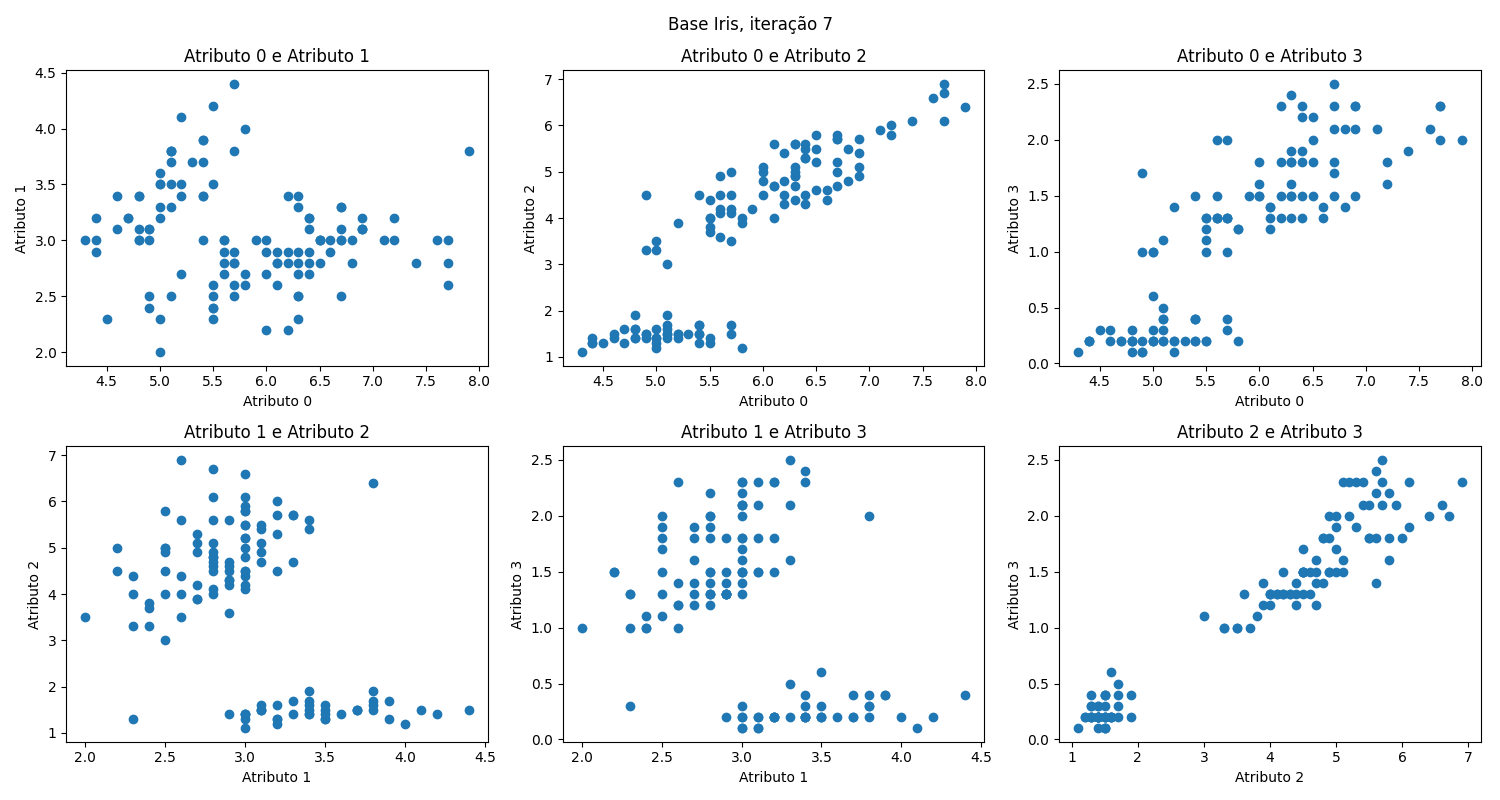 Base Iris, iteração 7
Atributo 0 e Atributo 1
Atributo 1
4.5
4.0
3.5
3.0
2.5
2.0
4.5 5.0 5.5 6.0 6.5 7.0 7.5 8.0
Atributo 0
Atributo 0 e Atributo 2
Atributo 2
7
6
5
4
3
2
1
4.5 5.0 5.5 6.0 6.5 7.0 7.5 8.0
Atributo 0
Atributo 0 e Atributo 3
Atributo 3
2.5
2.0
1.5
1.0
0.5
0.0
4.5 5.0 5.5 6.0 6.5 7.0 7.5 8.0
Atributo 0
Atributo 1 e Atributo 2
Atributo 2
7
6
5
4
3
2
1
2.0 2.5 3.0 3.5 4.0 4.5
Atributo 1
Atributo 1 e Atributo 3
Atributo 3
2.5
2.0
1.5
1.0
0.5
0.0
2.0 2.5 3.0 3.5 4.0 4.5
Atributo 1
Atributo 2 e Atributo 3
Atributo 3
2.5
2.0
1.5
1.0
0.5
0.0
1 2 3 4 5 6 7
Atributo 2